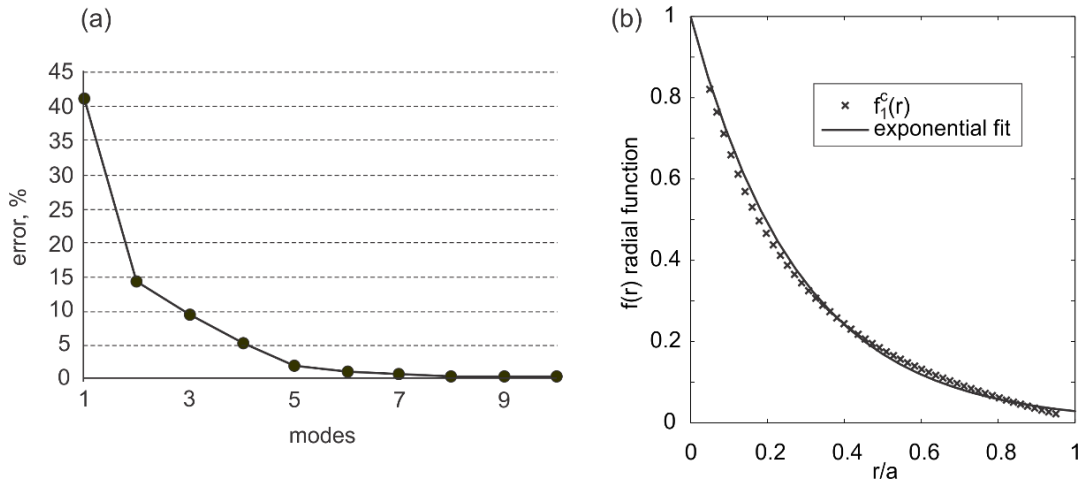 (a)
45
40
35
30
25
20
15
10
5
0
error, %
1 3 5 7 9
modes
(b)
1
0.8
0.6
0.4
0.2
0
f(r) radial function
f₁ᶜ(r)
exponential fit
0 0.2 0.4 0.6 0.8 1
r/a